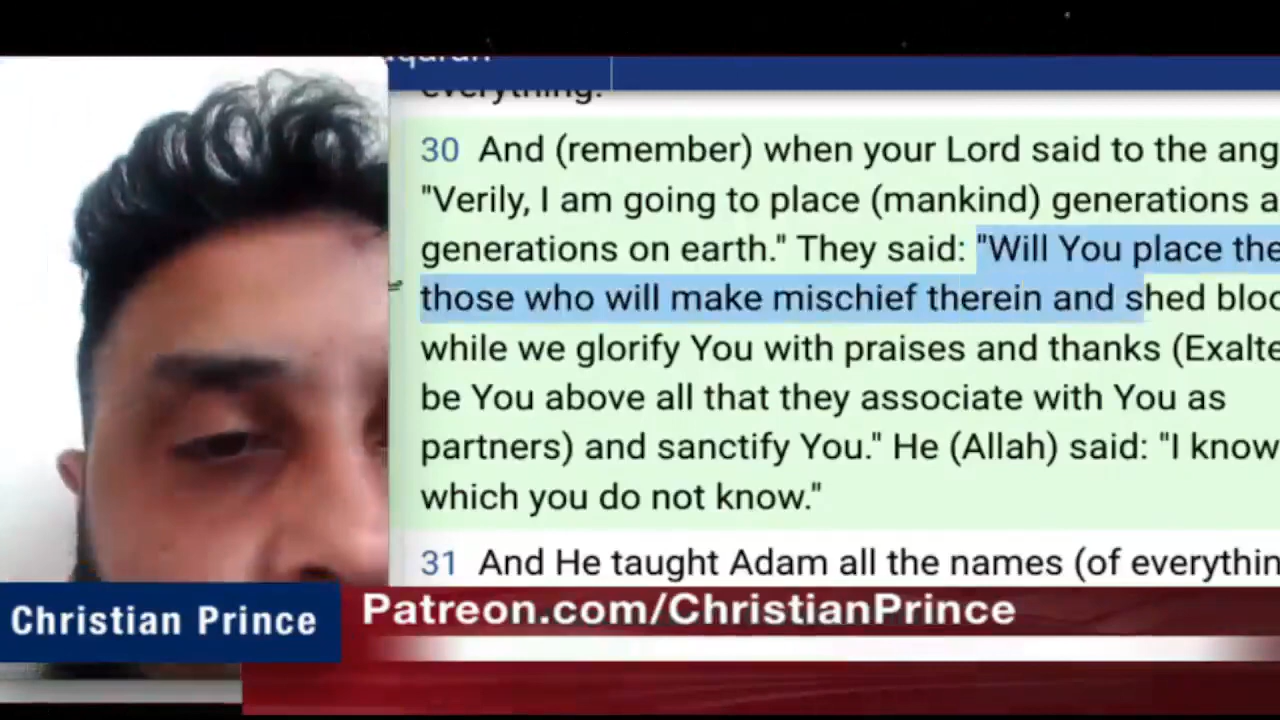 everything.
30 And (remember) when your Lord said to the ang
"Verily, I am going to place (mankind) generations a
generations on earth." They said: "Will You place the
those who will make mischief therein and shed bloo
while we glorify You with praises and thanks (Exalte
be You above all that they associate with You as
partners) and sanctify You." He (Allah) said: "I know
which you do not know."
31 And He taught Adam all the names (of everythin
Christian Prince
Patreon.com/ChristianPrince